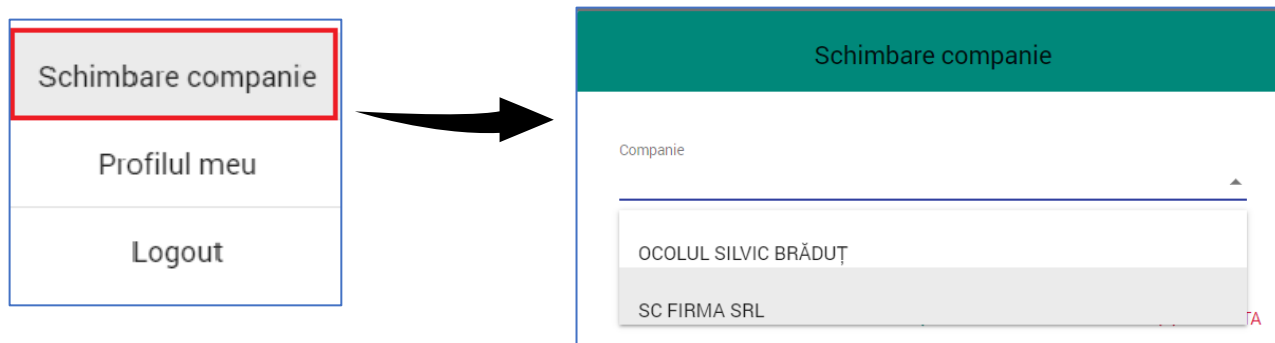 Schimbare companie
Profilul meu
Logout
Schimbare companie
Companie
OCOLUL SILVIC BRĂDUȚ
SC FIRMA SRL